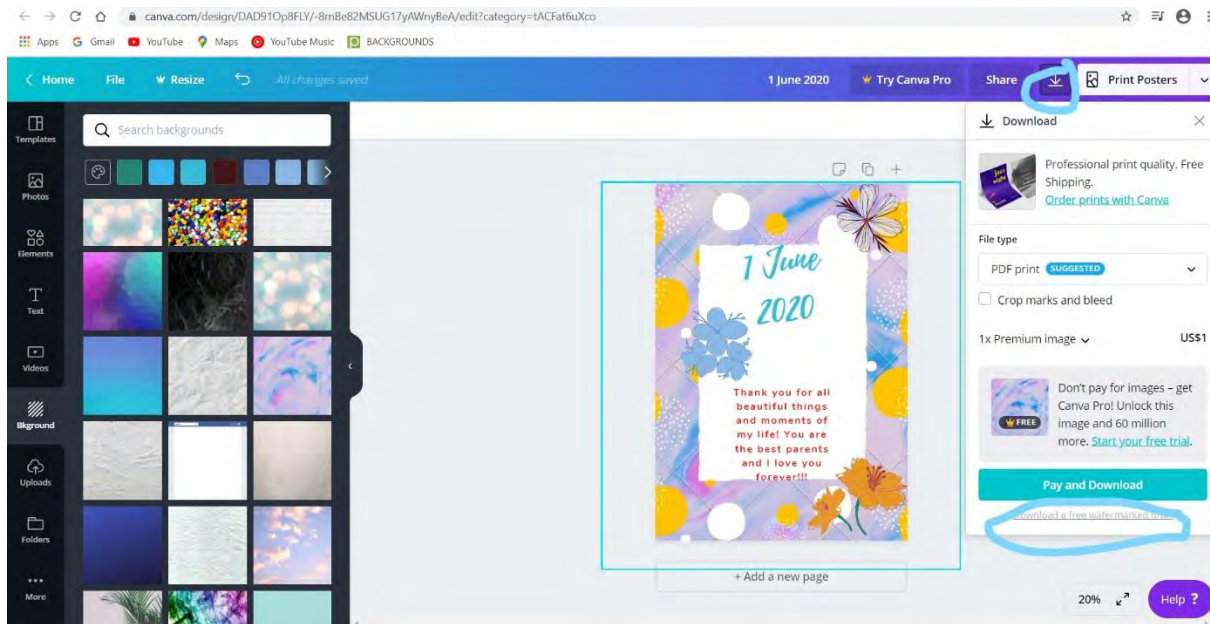 canva.com/design/DAD91Op8FLY/-8mBe82MSUG17yAWnyBeA/edit?category=tACFat6uXco
Apps Gmail YouTube Maps YouTube Music BACKGROUNDS
Home File Resize All changes saved 1 June 2020 Try Canva Pro Share Print Posters
Templates
Photos
Elements
Text
Videos
Bkground
Uploads
Folders
More
Search backgrounds
1 June
2020
Thank you for all
beautiful things
and moments of
my life! You are
the best parents
and I love you
forever!!!
+ Add a new page
Download
Professional print quality. Free
Shipping.
Order prints with Canva
File type
PDF print SUGGESTED
Crop marks and bleed
1x Premium image US$1
Don't pay for images – get
Canva Pro! Unlock this
image and 60 million
more. Start your free trial.
FREE
Pay and Download
Download a free watermarked
20%
Help ?